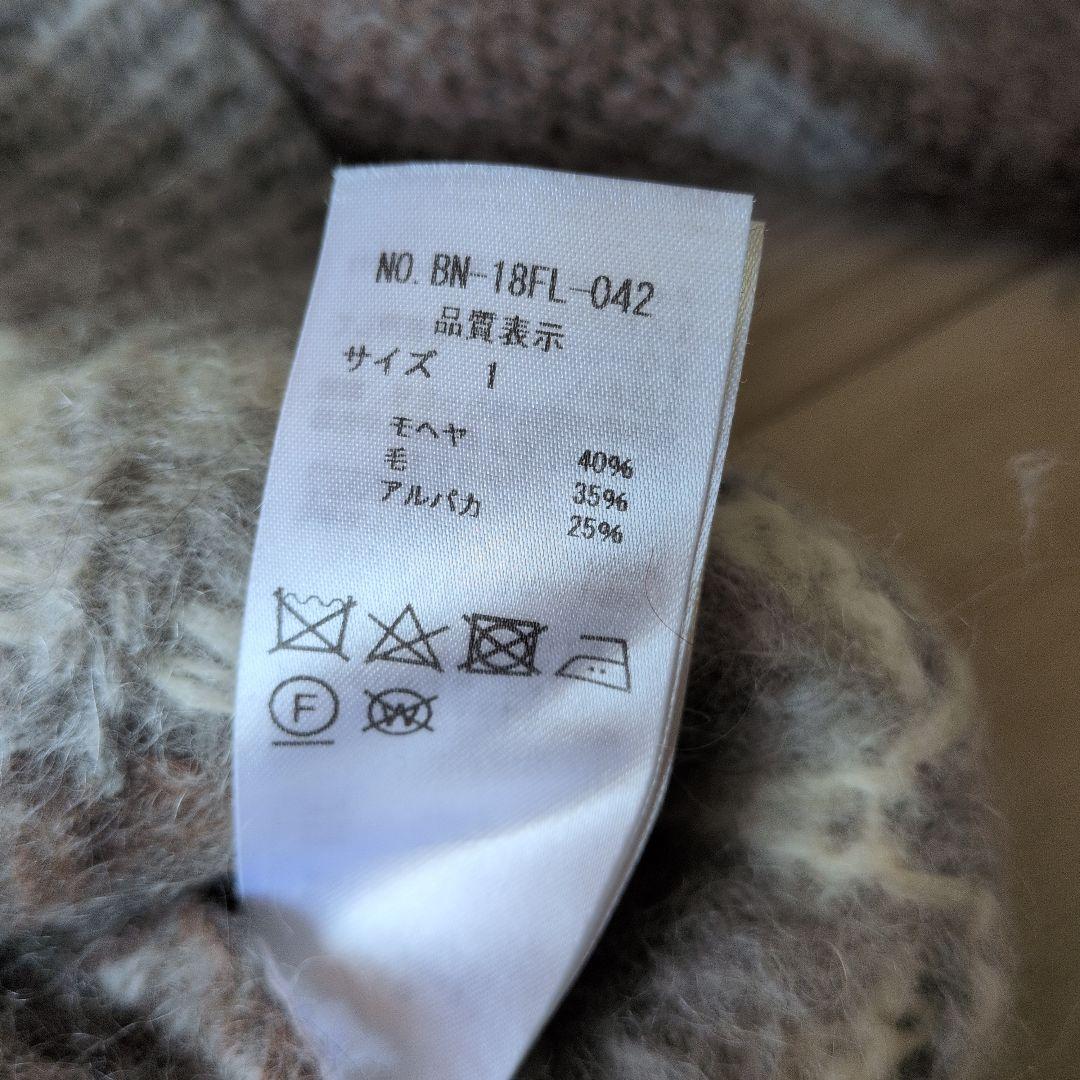 NO. BN-18FL-042
品質表示
サイズ 1
モヘヤ 40%
毛 35%
アルパカ 25%
F
W